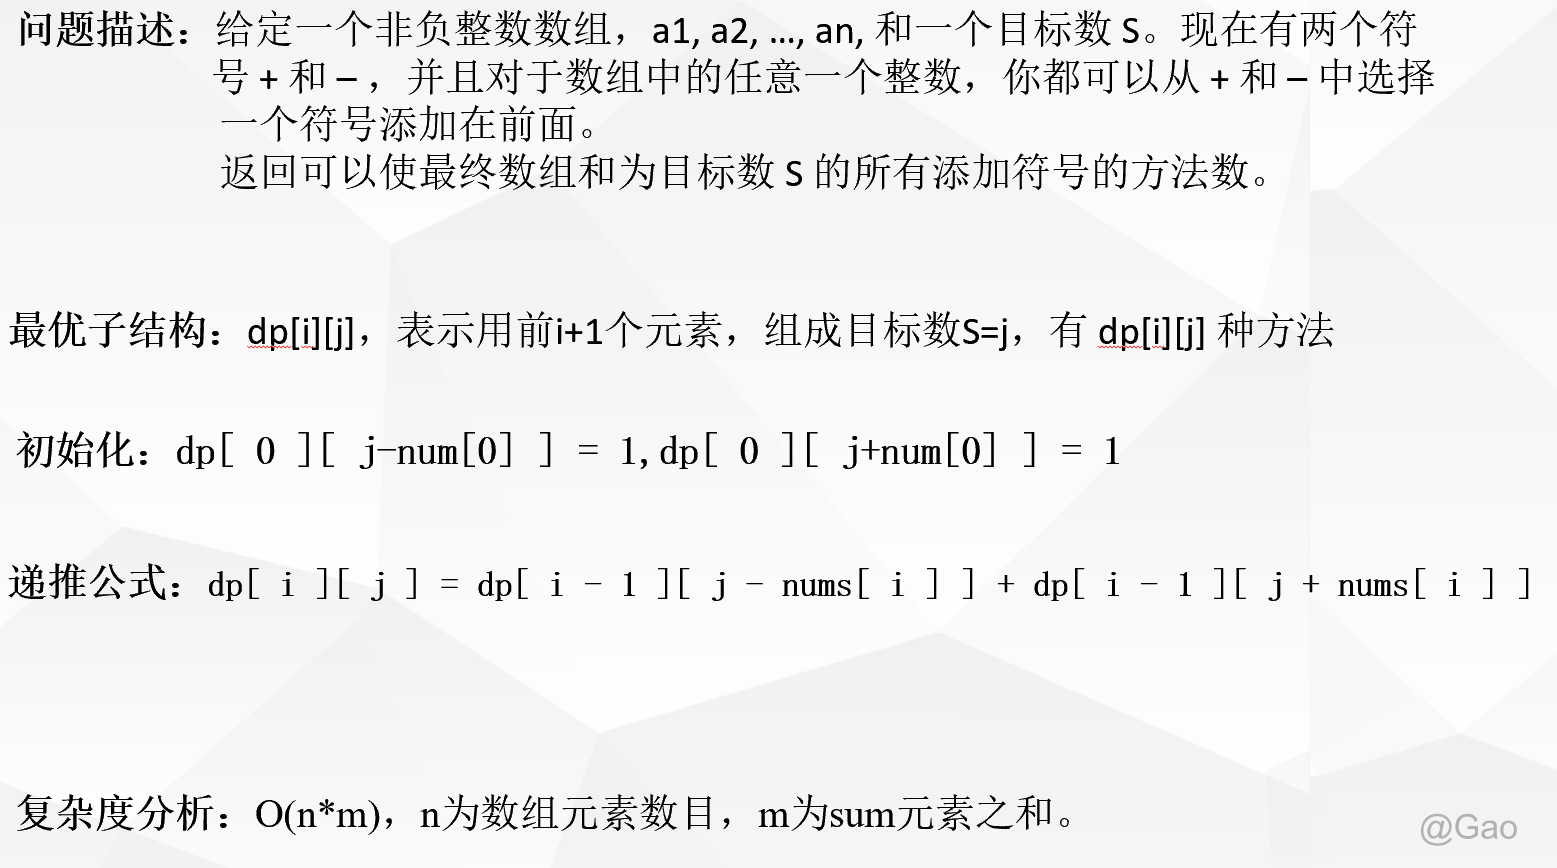 问题描述：给定一个非负整数数组，a1, a2, ..., an, 和一个目标数 S。现在有两个符
号 + 和 – ，并且对于数组中的任意一个整数，你都可以从 + 和 – 中选择
一个符号添加在前面。
返回可以使最终数组和为目标数 S 的所有添加符号的方法数。
最优子结构：dp[i][j]，表示用前i+1个元素，组成目标数S=j，有 dp[i][j] 种方法
初始化：dp[ 0 ][ j-num[0] ] = 1,dp[ 0 ][ j+num[0] ] = 1
递推公式：dp[ i ][ j ] = dp[ i - 1 ][ j - nums[ i ] ] + dp[ i - 1 ][ j + nums[ i ] ]
复杂度分析：O(n*m)，n为数组元素数目，m为sum元素之和。
@Gao